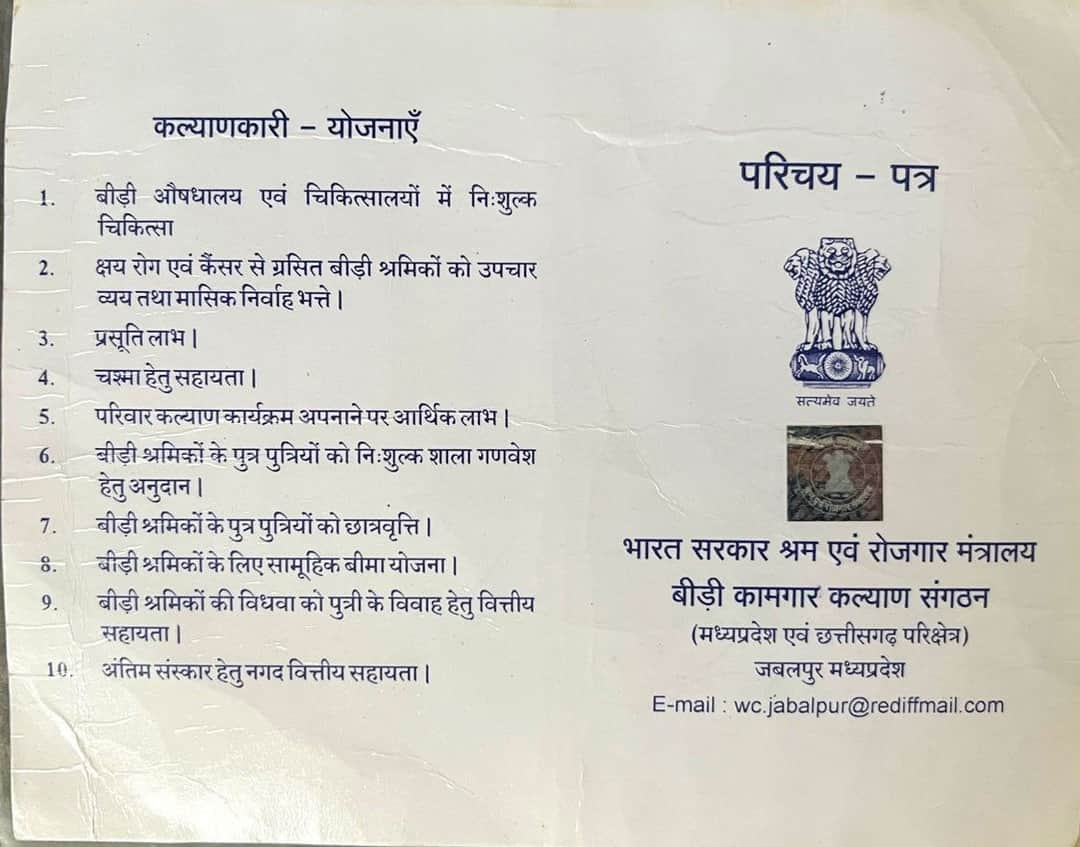 कल्याणकारी – योजनाएँ
1. बीड़ी औषधालय एवं चिकित्सालयों में निःशुल्क
चिकित्सा
2. क्षय रोग एवं कैंसर से ग्रसित बीड़ी श्रमिकों को उपचार
व्यय तथा मासिक निर्वाह भत्ते।
3. प्रसूति लाभ।
4. चश्मा हेतु सहायता।
5. परिवार कल्याण कार्यक्रम अपनाने पर आर्थिक लाभ।
6. बीड़ी श्रमिकों के पुत्र पुत्रियों को निःशुल्क शाला गणवेश
हेतु अनुदान।
7. बीड़ी श्रमिकों के पुत्र पुत्रियों को छात्रवृत्ति।
8. बीड़ी श्रमिकों के लिए सामूहिक बीमा योजना।
9. बीड़ी श्रमिकों की विधवा को पुत्री के विवाह हेतु वित्तीय
सहायता।
10. अंतिम संस्कार हेतु नगद वित्तीय सहायता।
परिचय – पत्र
सत्यमेव जयते
भारत सरकार श्रम एवं रोजगार मंत्रालय
बीड़ी कामगार कल्याण संगठन
(मध्यप्रदेश एवं छत्तीसगढ़ परिक्षेत्र)
जबलपुर मध्यप्रदेश
E-mail : wc.jabalpur@rediffmail.com